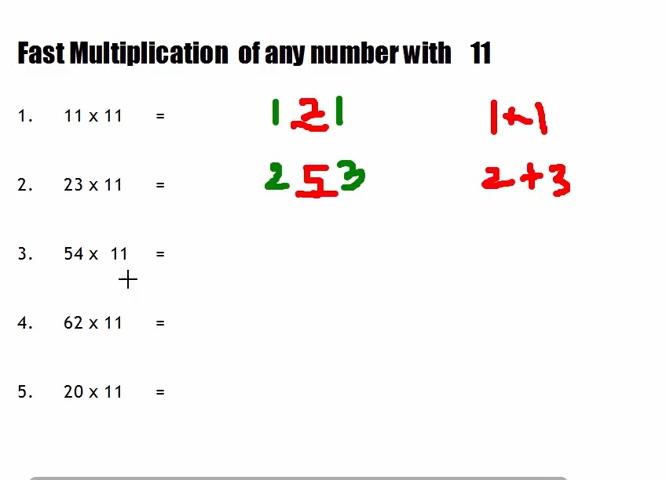 Fast Multiplication of any number with 11
1. 11 x 11 = 121 1+1
2. 23 x 11 = 253 2+3
3. 54 x 11 =
4. 62 x 11 =
5. 20 x 11 =